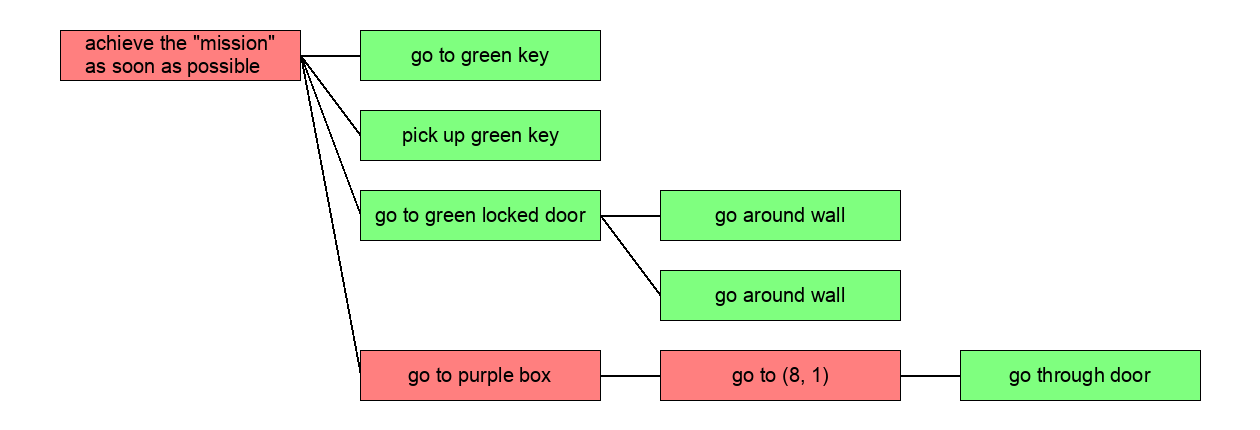 achieve the "mission"
as soon as possible
go to green key
pick up green key
go to green locked door
go around wall
go around wall
go to purple box
go to (8, 1)
go through door